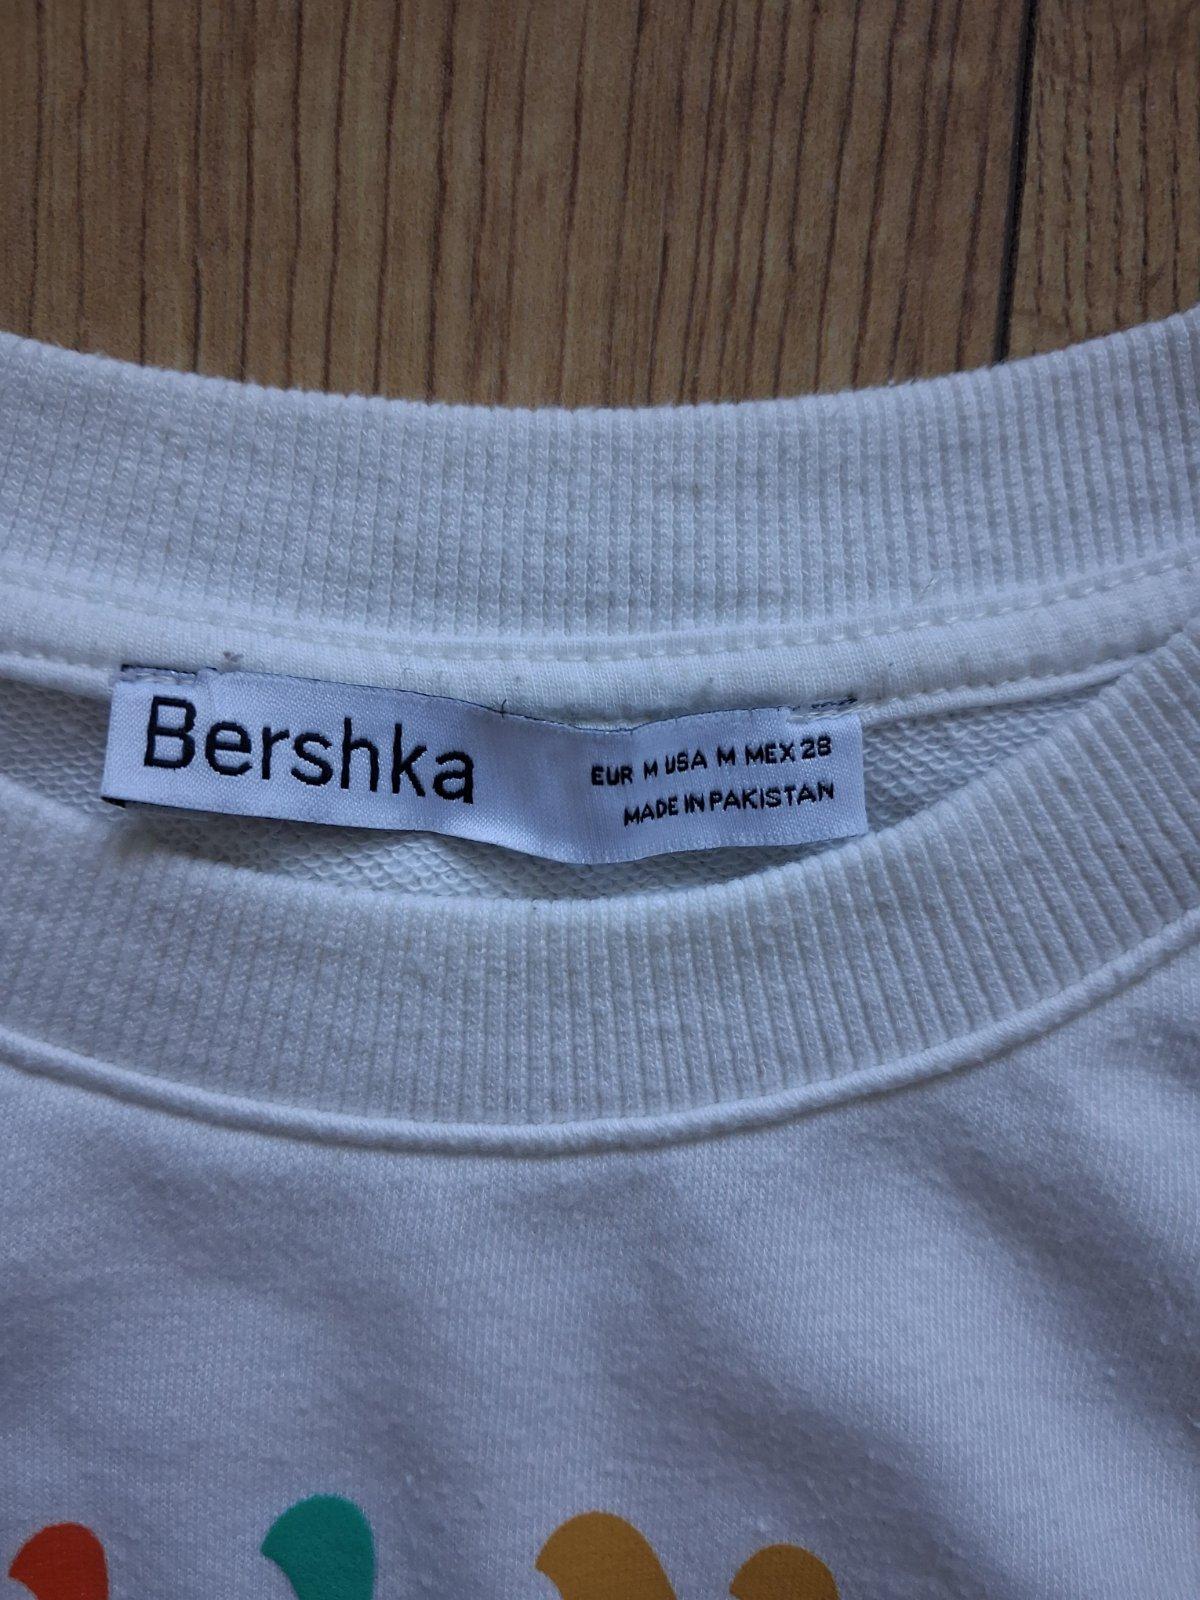 Bershka
EUR M USA M MEX 28
MADE IN PAKISTAN